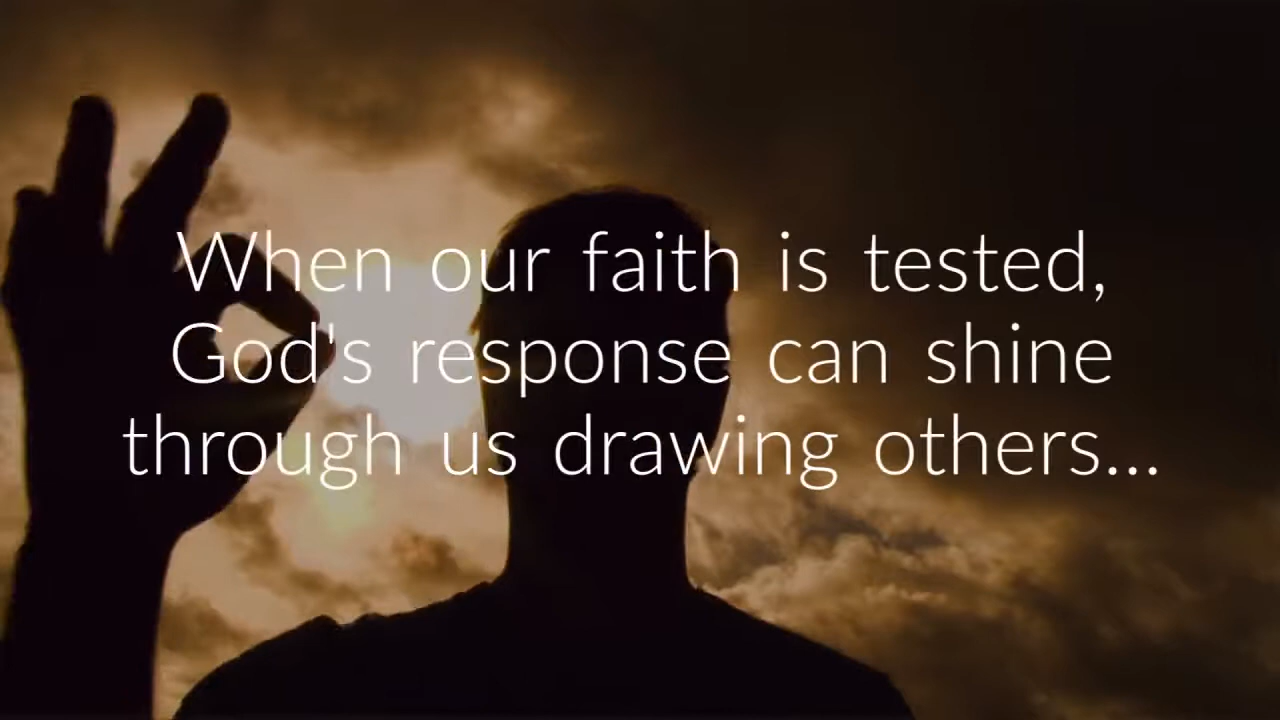 When our faith is tested,
God's response can shine
through us drawing others...